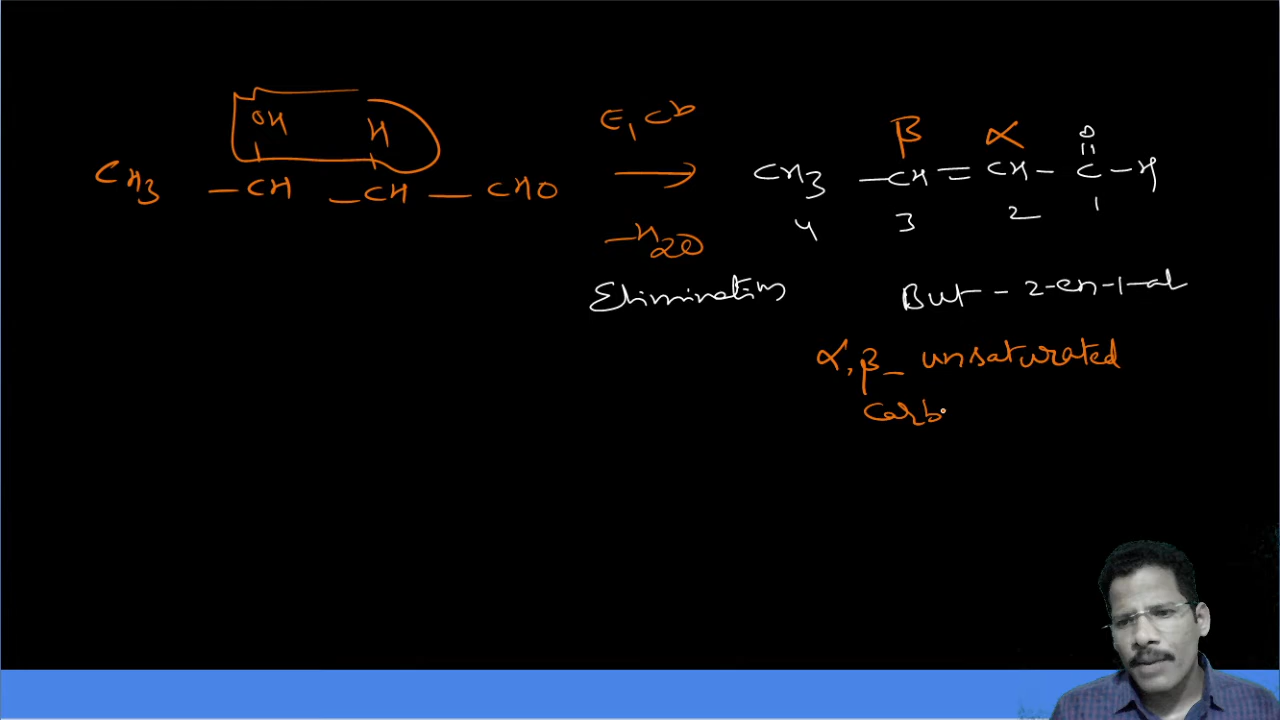 OH H
CH3 – CH – CH – CHO
E1Cb
–H2O
Elimination
β α O
CH3 – CH = CH – C – H
4 3 2 1
But – 2-en-1-al
α, β – unsaturated
Carb